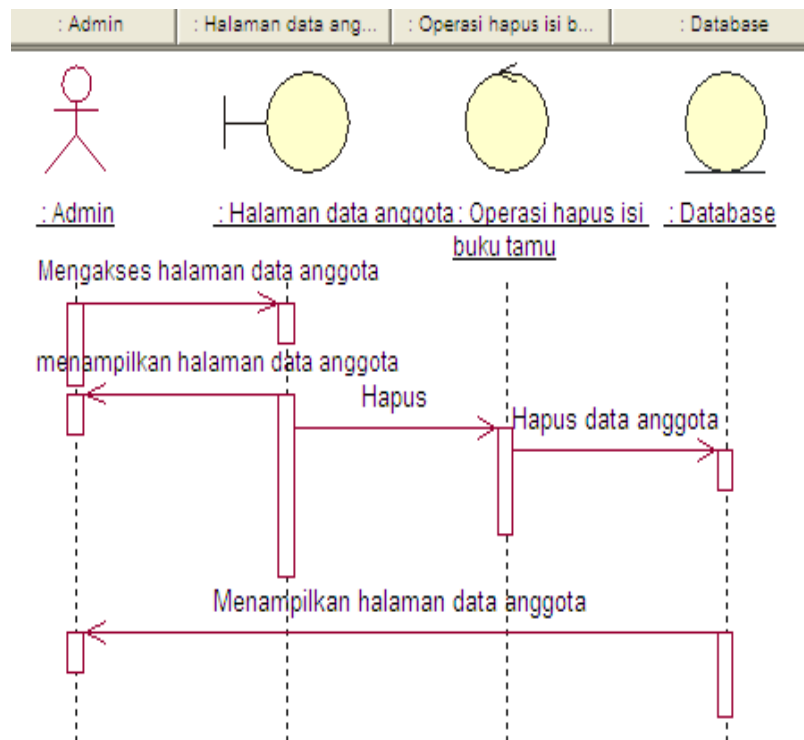 : Admin
: Halaman data ang...
: Operasi hapus isi b...
: Database
: Admin
: Halaman data anggota
: Operasi hapus isi
buku tamu
: Database
Mengakses halaman data anggota
menampilkan halaman data anggota
Hapus
Hapus data anggota
Menampilkan halaman data anggota